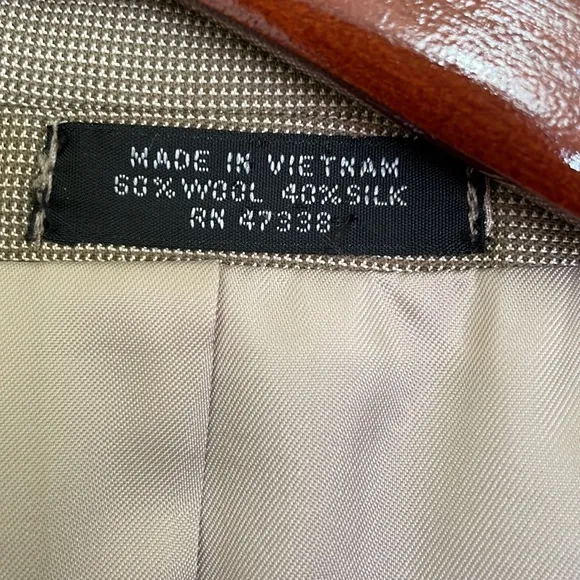 MADE IN VIETNAM
60% WOOL 40% SILK
RN 47338